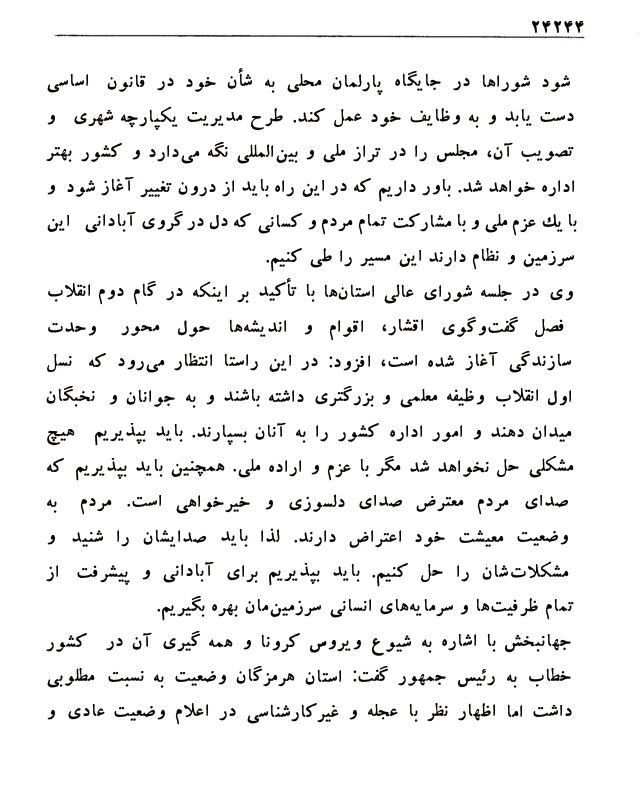 ۲۴۲۴۴
شود شوراها در جایگاه پارلمان محلی به شأن خود در قانون اساسی
دست یابد و به وظایف خود عمل کند. طرح مدیریت یکپارچه شهری و
تصویب آن، مجلس را در تراز ملی و بین‌المللی نگه می‌دارد و کشور بهتر
اداره خواهد شد. باور داریم که در این راه باید از درون تغییر آغاز شود و
با یك عزم ملی و با مشارکت تمام مردم و کسانی که دل در گروی آبادانی این
سرزمین و نظام دارند این مسیر را طی کنیم.
وی در جلسه شورای عالی استان‌ها با تأکید بر اینکه در گام دوم انقلاب
فصل گفت‌وگوی اقشار، اقوام و اندیشه‌ها حول محور وحدت
سازندگی آغاز شده است، افزود: در این راستا انتظار می‌رود که نسل
اول انقلاب وظیفه معلمی و بزرگتری داشته باشند و به جوانان و نخبگان
میدان دهند و امور اداره کشور را به آنان بسپارند. باید بپذیریم هیچ
مشکلی حل نخواهد شد مگر با عزم و اراده ملی. همچنین باید بپذیریم که
صدای مردم معترض صدای دلسوزی و خیرخواهی است. مردم به
وضعیت معیشت خود اعتراض دارند. لذا باید صدایشان را شنید و
مشکلات‌شان را حل کنیم. باید بپذیریم برای آبادانی و پیشرفت از
تمام ظرفیت‌ها و سرمایه‌های انسانی سرزمین‌مان بهره بگیریم.
جهانبخش با اشاره به شیوع ویروس کرونا و همه گیری آن در کشور
خطاب به رئیس جمهور گفت: استان هرمزگان وضعیت به نسبت مطلوبی
داشت اما اظهار نظر با عجله و غیرکارشناسی در اعلام وضعیت عادی و